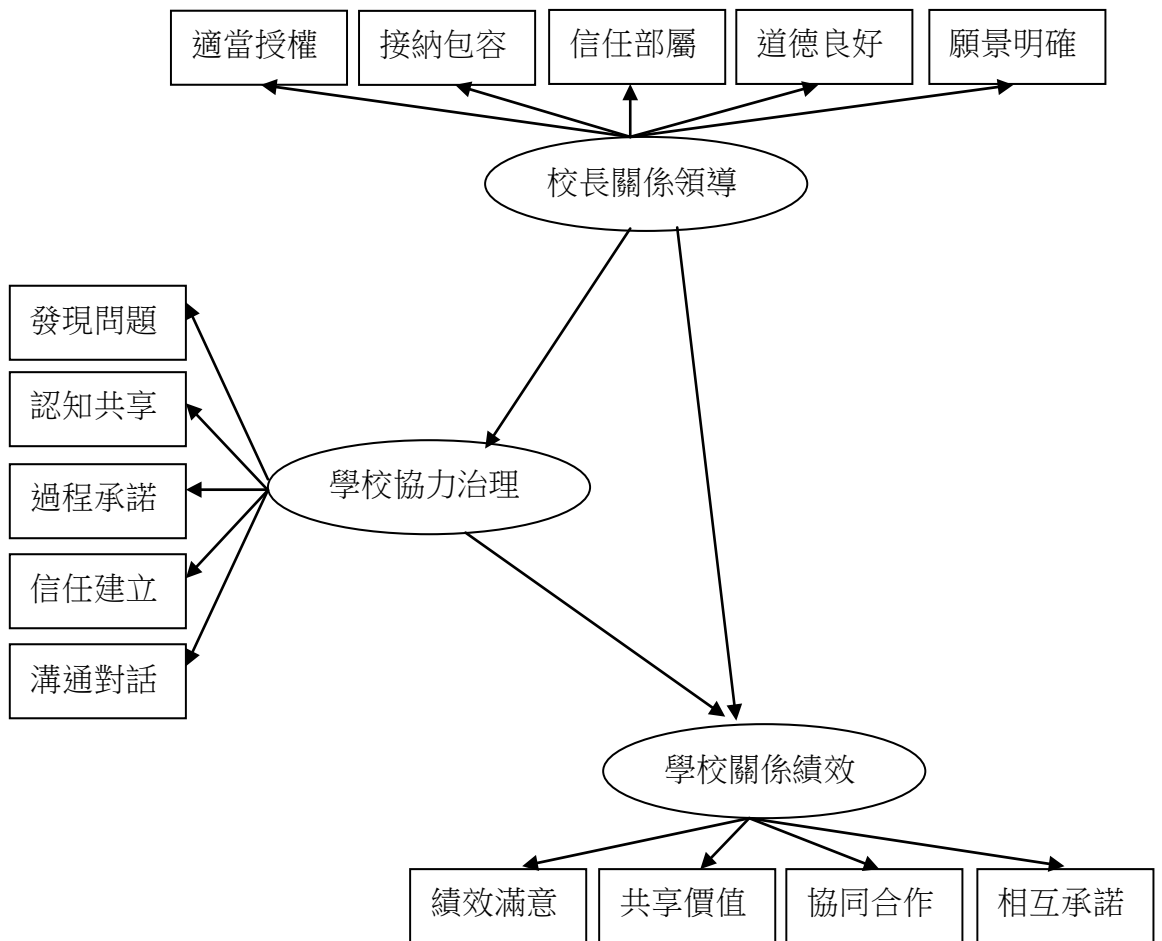 適當授權
接納包容
信任部屬
道德良好
願景明確
校長關係領導
發現問題
認知共享
過程承諾
信任建立
溝通對話
學校協力治理
學校關係績效
績效滿意
共享價值
協同合作
相互承諾